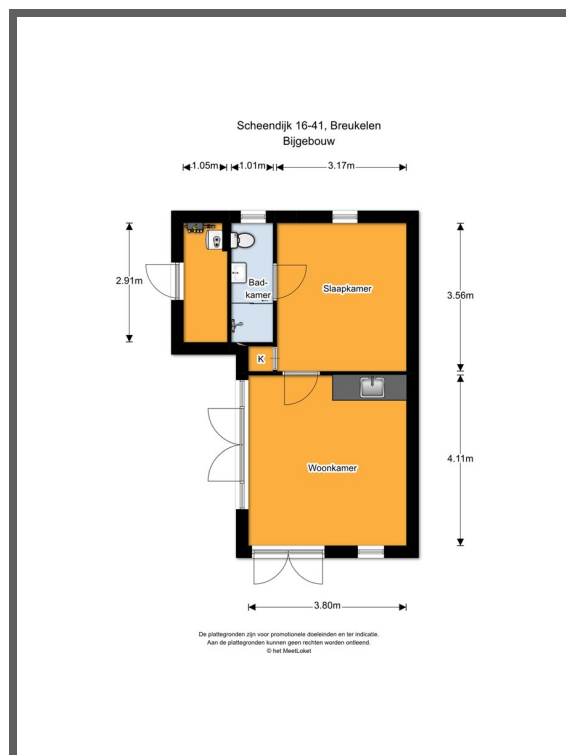 Scheendijk 16-41, Breukelen
Bijgebouw
1.05m
1.01m
3.17m
2.91m
Bad-
kamer
Slaapkamer
3.56m
K
Woonkamer
4.11m
3.80m
De plattegronden zijn voor promotionele doeleinden en ter indicatie.
Aan de plattegronden kunnen geen rechten worden ontleend.
© het MeetLoket